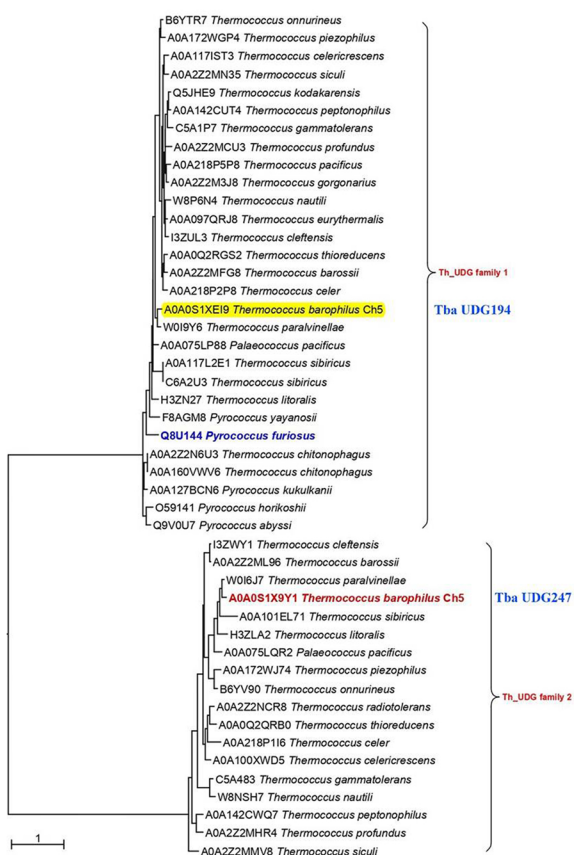 B6YTR7 Thermococcus onnurineus
A0A172WGP4 Thermococcus piezophilus
A0A117IST3 Thermococcus celericrescens
A0A2Z2MN35 Thermococcus siculi
Q5JHE9 Thermococcus kodakarensis
A0A142CUT4 Thermococcus peptonophilus
C5A1P7 Thermococcus gammatolerans
A0A2Z2MCU3 Thermococcus profundus
A0A218P5P8 Thermococcus pacificus
A0A2Z2M3J8 Thermococcus gorgonarius
W8P6N4 Thermococcus nautili
A0A097QRJ8 Thermococcus eurythermalis
I3ZUL3 Thermococcus cleftensis
A0A0Q2RGS2 Thermococcus thioreducens
A0A2Z2MFG8 Thermococcus barossii
Th_UDG family 1
A0A218P2P8 Thermococcus celer
A0A0S1XEI9 Thermococcus barophilus Ch5
Tba UDG194
W0I9Y6 Thermococcus paralvinellae
A0A075LP88 Palaeococcus pacificus
A0A117L2E1 Thermococcus sibiricus
C6A2U3 Thermococcus sibiricus
H3ZN27 Thermococcus litoralis
F8AGM8 Pyrococcus yayanosii
Q8U144 Pyrococcus furiosus
A0A2Z2N6U3 Thermococcus chitonophagus
A0A160VWV6 Thermococcus chitonophagus
A0A127BCN6 Pyrococcus kukulkanii
O59141 Pyrococcus horikoshii
Q9V0U7 Pyrococcus abyssi
I3ZWY1 Thermococcus cleftensis
A0A2Z2ML96 Thermococcus barossii
W0I6J7 Thermococcus paralvinellae
A0A0S1X9Y1 Thermococcus barophilus Ch5
Tba UDG247
A0A101EL71 Thermococcus sibiricus
H3ZLA2 Thermococcus litoralis
A0A075LQR2 Palaeococcus pacificus
A0A172WJ74 Thermococcus piezophilus
B6YV90 Thermococcus onnurineus
Th_UDG family 2
A0A2Z2NCR8 Thermococcus radiotolerans
A0A0Q2QRB0 Thermococcus thioreducens
A0A218P1I6 Thermococcus celer
A0A100XWD5 Thermococcus celericrescens
C5A483 Thermococcus gammatolerans
W8NSH7 Thermococcus nautili
A0A142CWQ7 Thermococcus peptonophilus
A0A2Z2MHR4 Thermococcus profundus
1
A0A2Z2MMV8 Thermococcus siculi